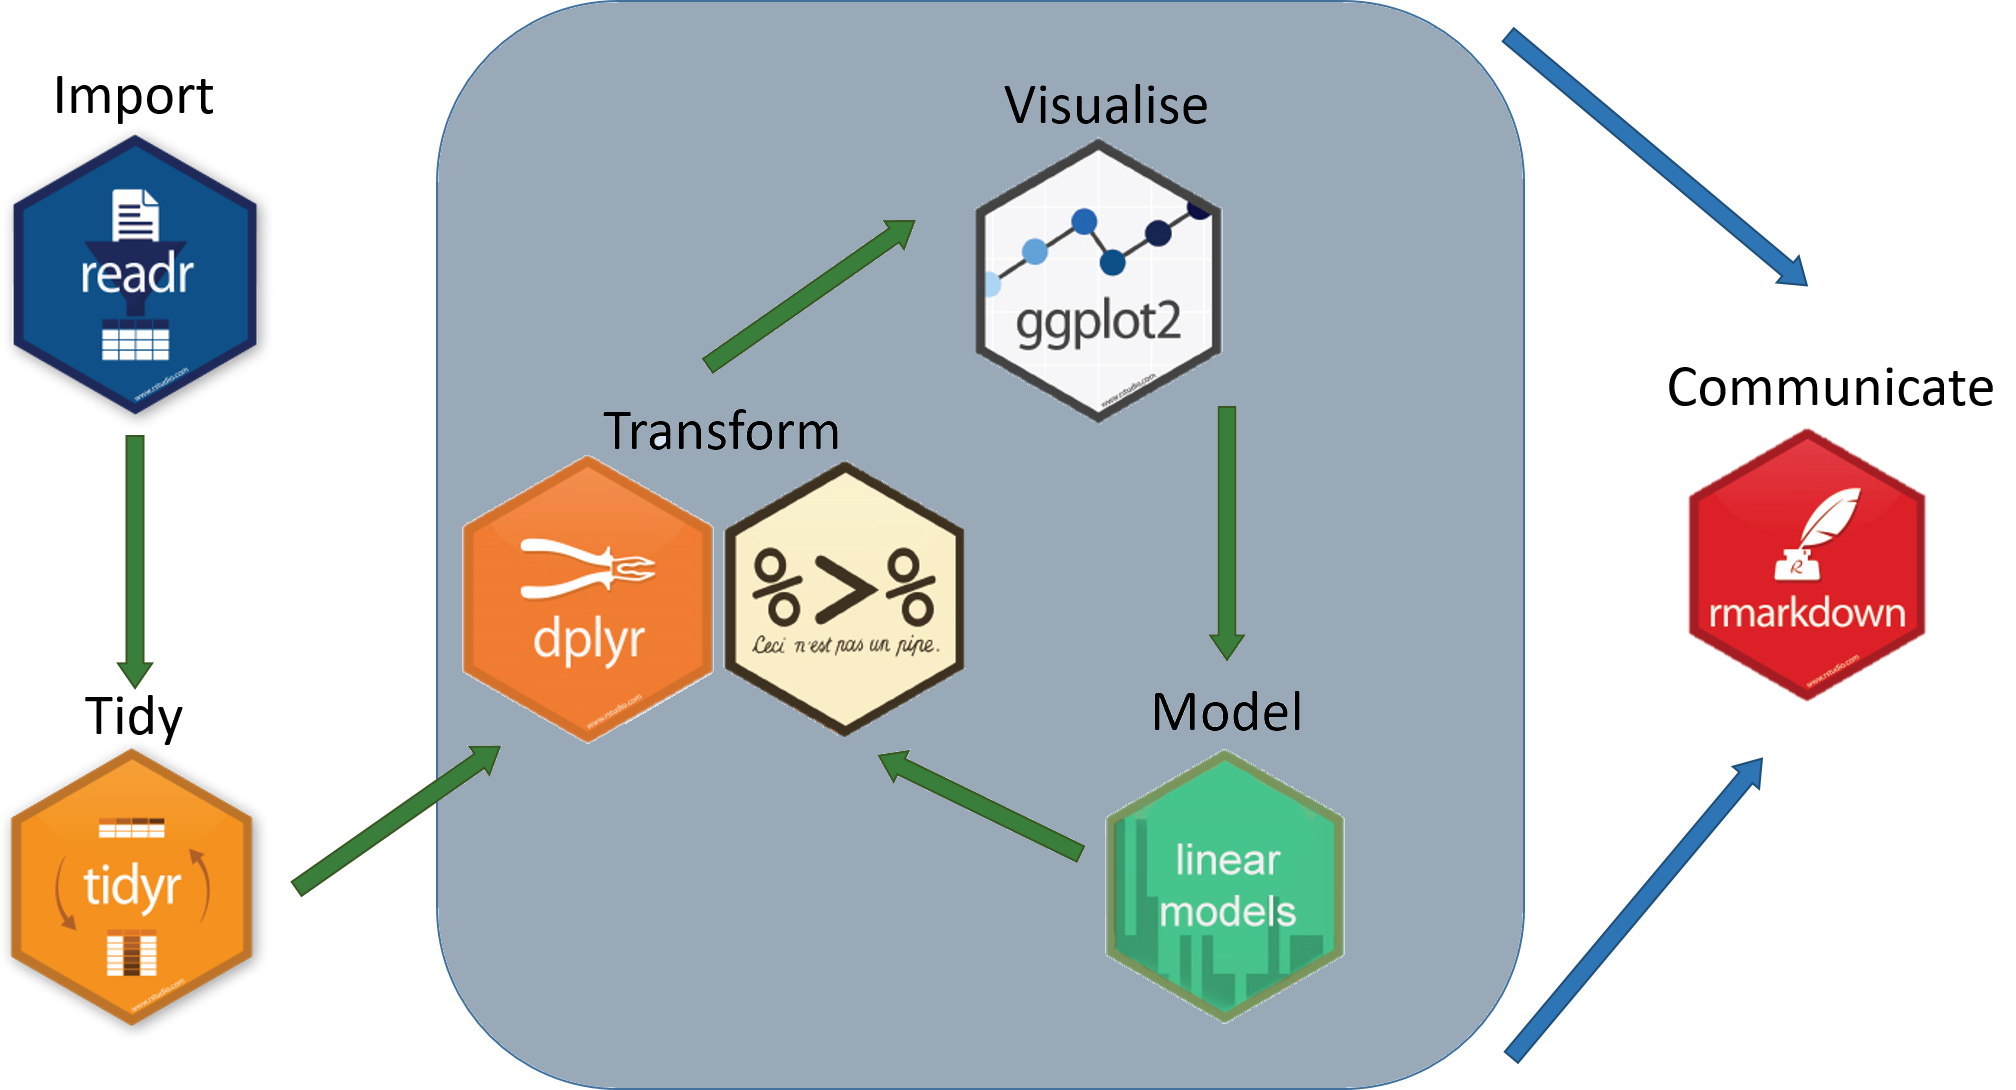 Import
readr
www.rstudio.com
Tidy
tidyr
www.rstudio.com
Transform
dplyr
www.rstudio.com
%>%
Ceci n'est pas un pipe.
Visualise
ggplot2
www.rstudio.com
Model
linear
models
Communicate
R
rmarkdown
www.rstudio.com